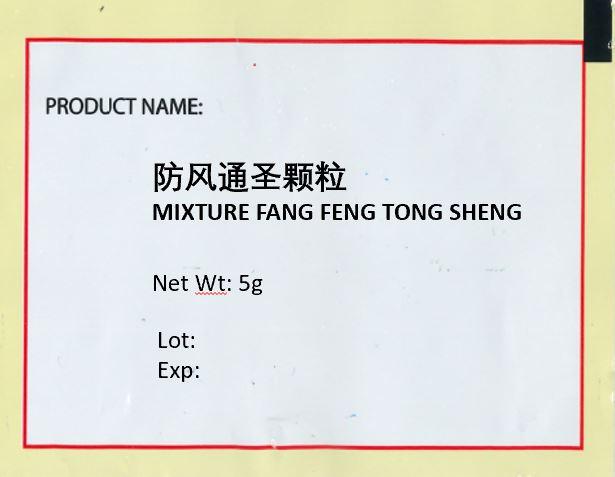 PRODUCT NAME:
防风通圣颗粒
MIXTURE FANG FENG TONG SHENG
Net Wt: 5g
Lot:
Exp: